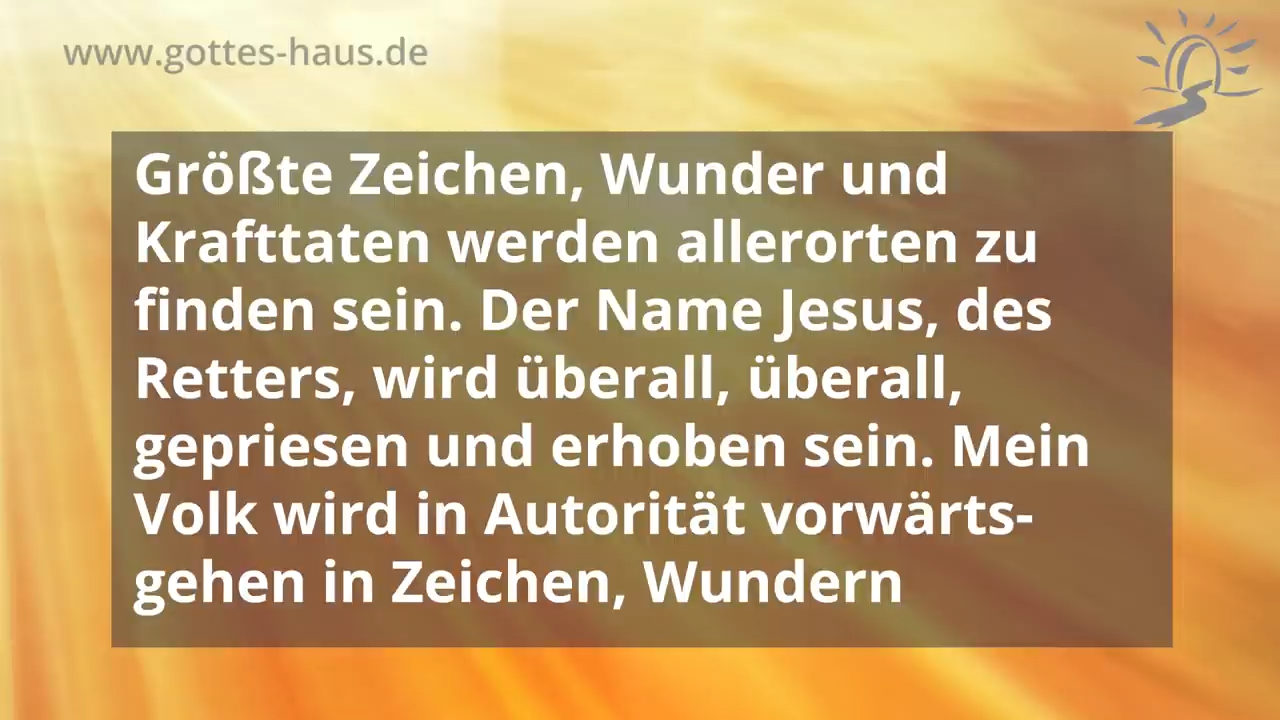 www.gottes-haus.de
Größte Zeichen, Wunder und
Krafttaten werden allerorten zu
finden sein. Der Name Jesus, des
Retters, wird überall, überall,
gepriesen und erhoben sein. Mein
Volk wird in Autorität vorwärts-
gehen in Zeichen, Wundern